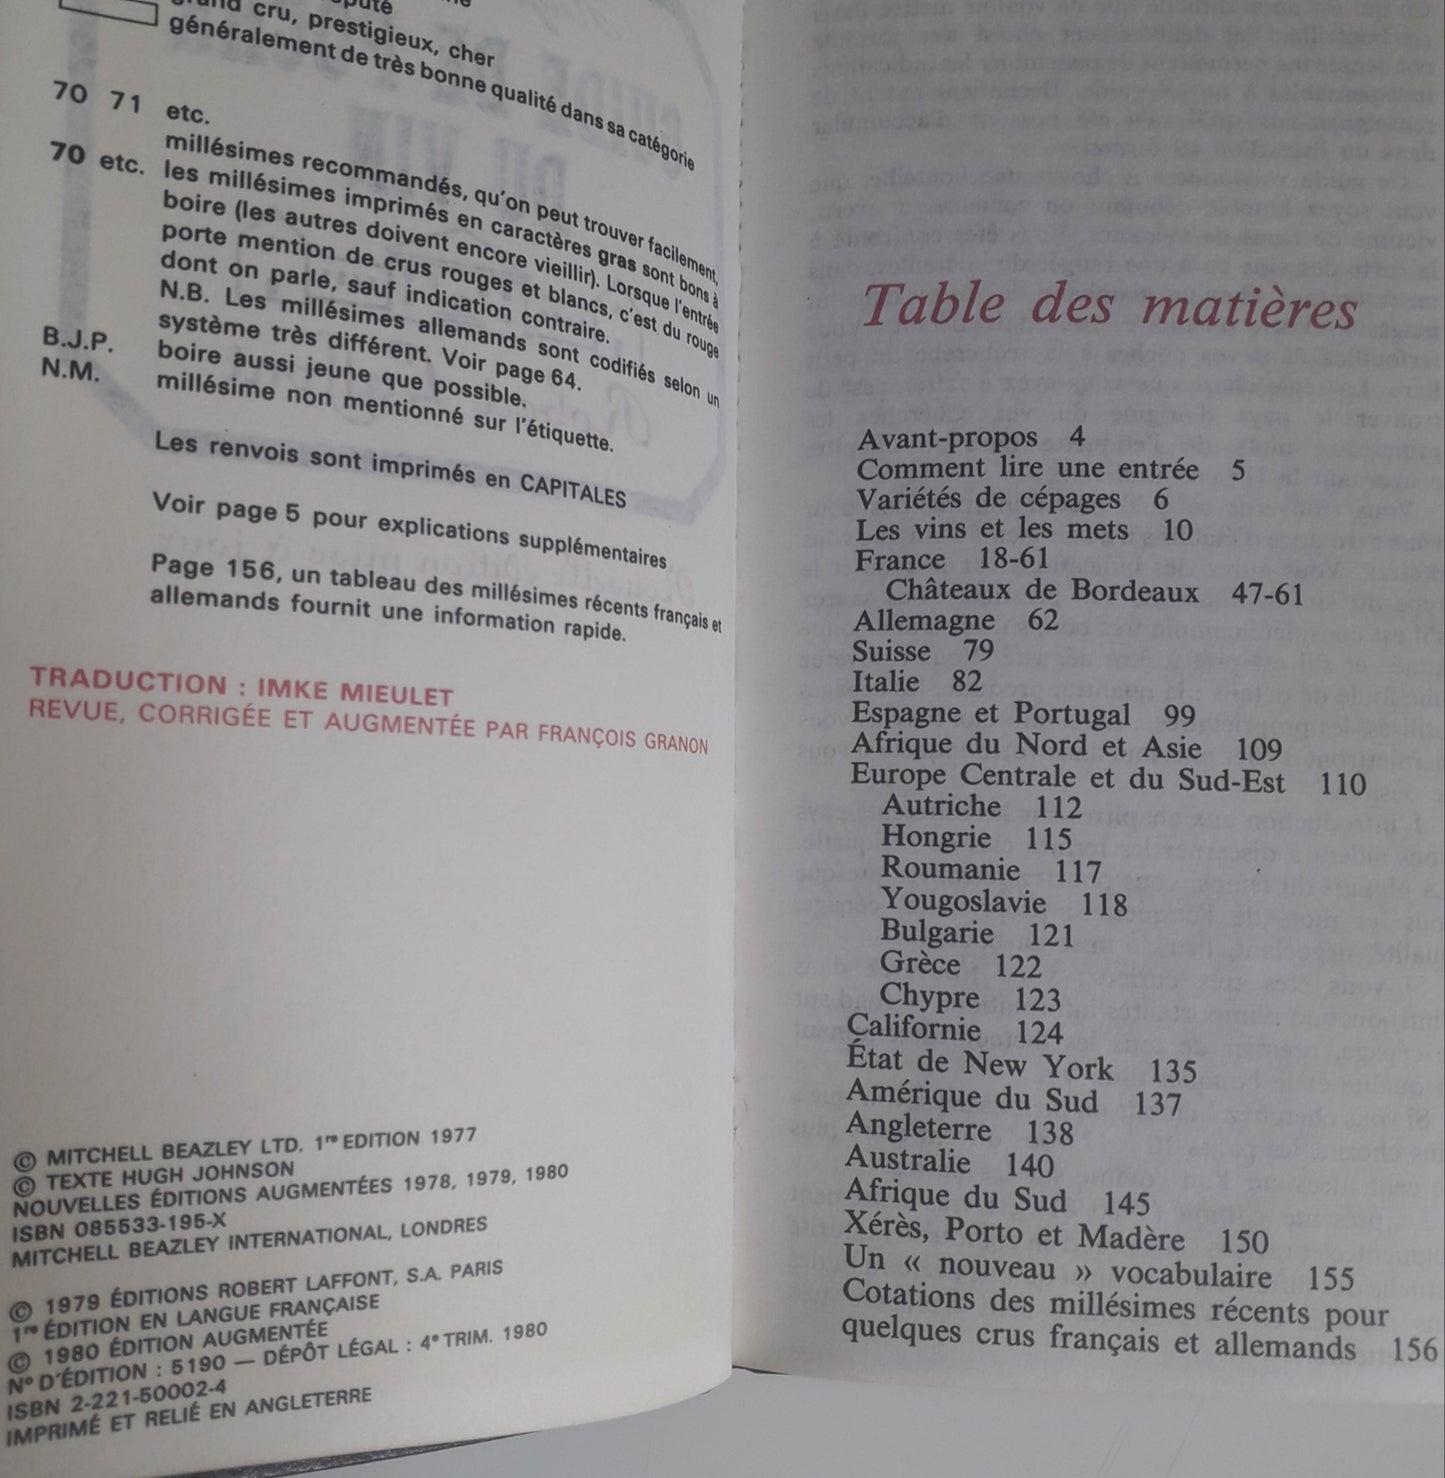 grand cru, prestigieux, cher
généralement de très bonne qualité dans sa catégorie
70 71 etc.
millésimes recommandés, qu'on peut trouver facilement,
70 etc. les millésimes imprimés en caractères gras sont bons à
boire (les autres doivent encore vieillir). Lorsque l'entrée
porte mention de crus rouges et blancs, c'est du rouge
dont on parle, sauf indication contraire.
N.B. Les millésimes allemands sont codifiés selon un
système très différent. Voir page 64.
B.J.P. boire aussi jeune que possible.
N.M. millésime non mentionné sur l'étiquette.
Les renvois sont imprimés en CAPITALES
Voir page 5 pour explications supplémentaires
Page 156, un tableau des millésimes récents français et
allemands fournit une information rapide.
TRADUCTION : IMKE MIEULET
REVUE, CORRIGÉE ET AUGMENTÉE PAR FRANÇOIS GRANON
© MITCHELL BEAZLEY LTD. 1re EDITION 1977
© TEXTE HUGH JOHNSON
NOUVELLES ÉDITIONS AUGMENTÉES 1978, 1979, 1980
ISBN 085533-195-X
MITCHELL BEAZLEY INTERNATIONAL, LONDRES
© 1979 ÉDITIONS ROBERT LAFFONT, S.A. PARIS
1re ÉDITION EN LANGUE FRANÇAISE
© 1980 ÉDITION AUGMENTÉE
N° D'ÉDITION : 5190 — DÉPÔT LÉGAL : 4e TRIM. 1980
ISBN 2-221-50002-4
IMPRIMÉ ET RELIÉ EN ANGLETERRE
Table des matières
Avant-propos 4
Comment lire une entrée 5
Variétés de cépages 6
Les vins et les mets 10
France 18-61
Châteaux de Bordeaux 47-61
Allemagne 62
Suisse 79
Italie 82
Espagne et Portugal 99
Afrique du Nord et Asie 109
Europe Centrale et du Sud-Est 110
Autriche 112
Hongrie 115
Roumanie 117
Yougoslavie 118
Bulgarie 121
Grèce 122
Chypre 123
Californie 124
État de New York 135
Amérique du Sud 137
Angleterre 138
Australie 140
Afrique du Sud 145
Xérès, Porto et Madère 150
Un « nouveau » vocabulaire 155
Cotations des millésimes récents pour
quelques crus français et allemands 156